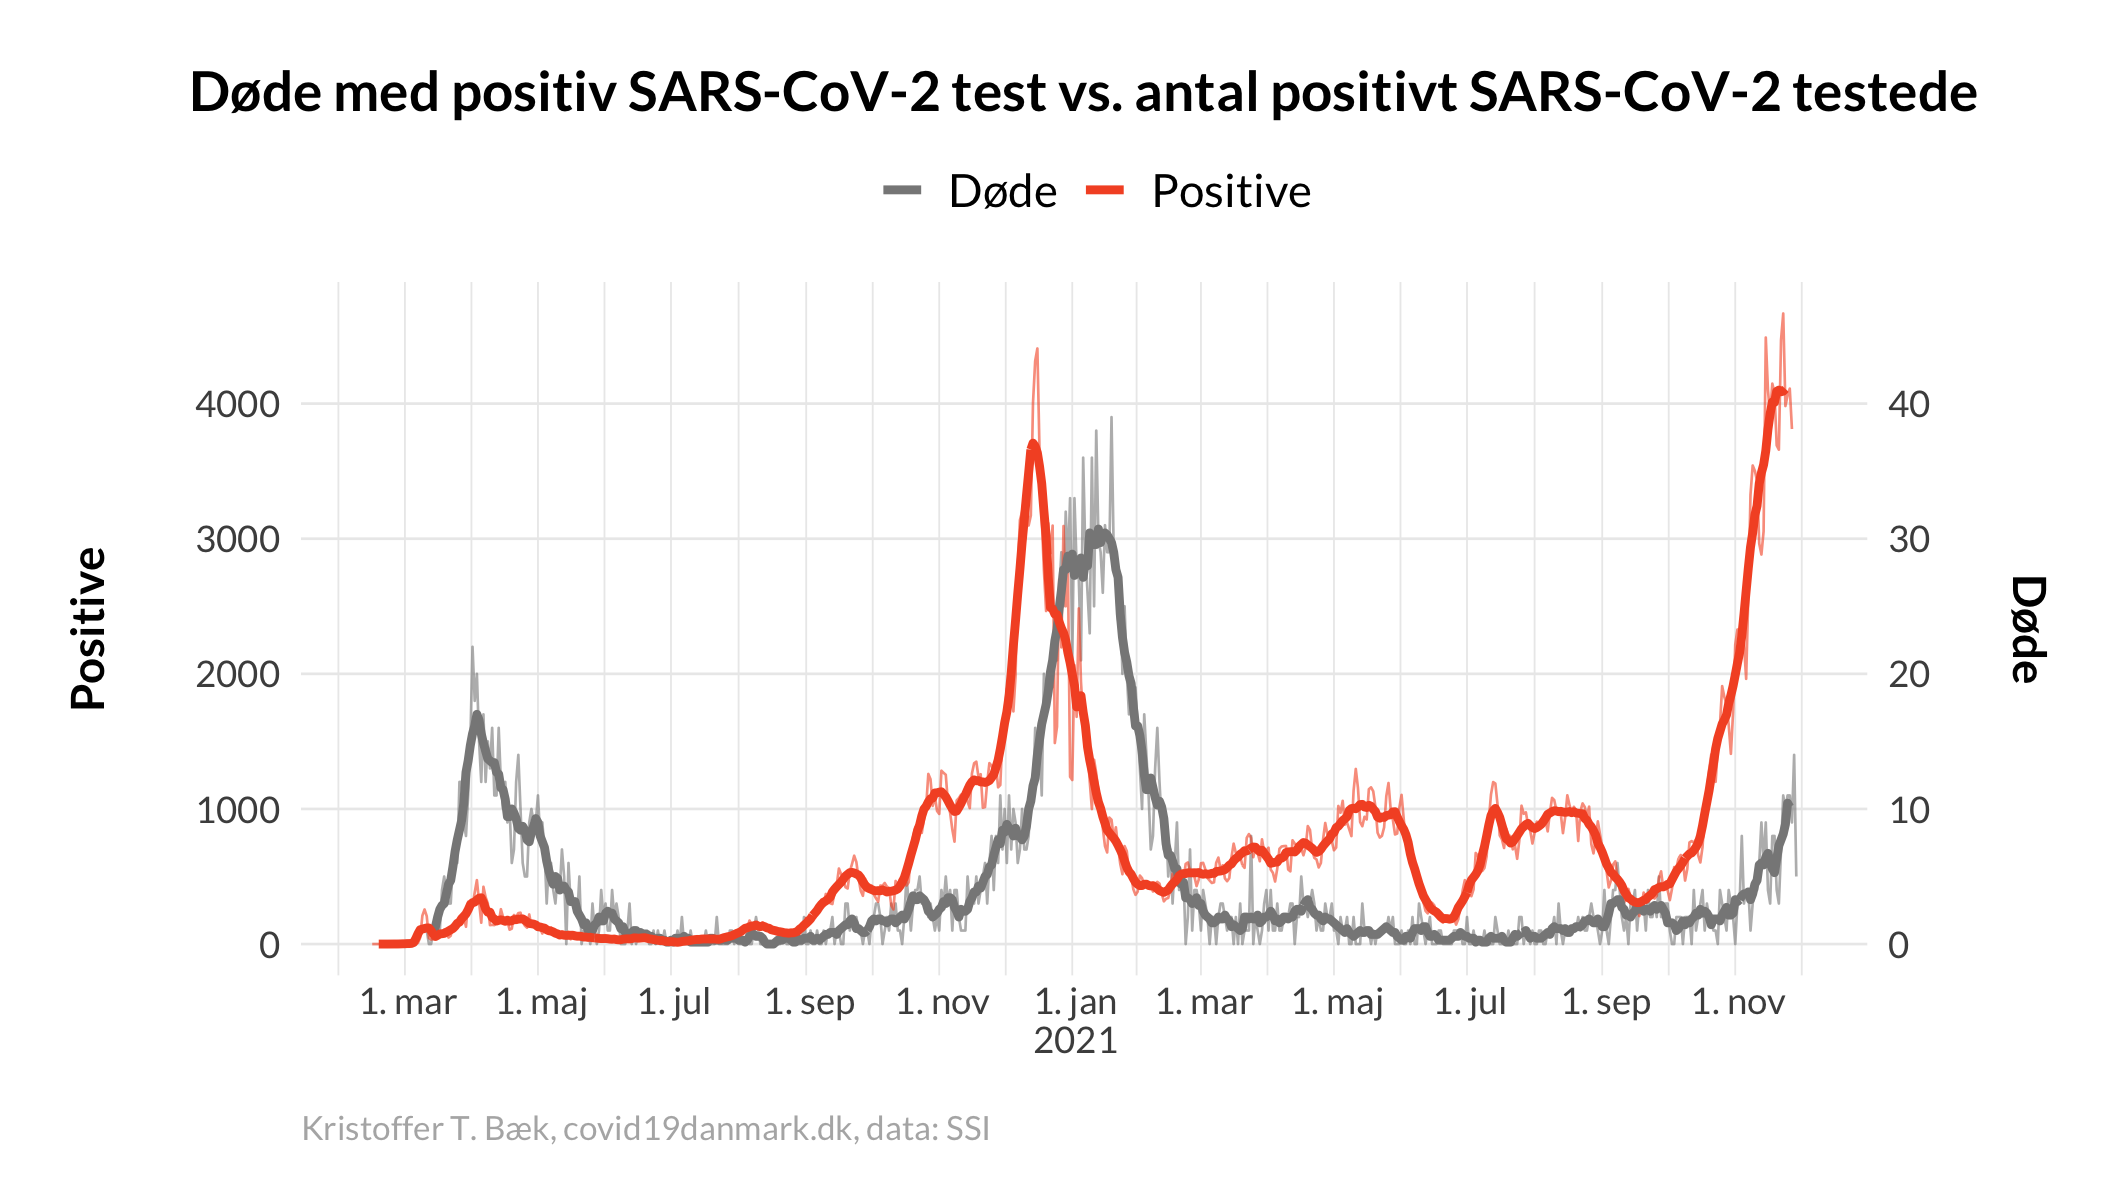 Døde med positiv SARS-CoV-2 test vs. antal positivt SARS-CoV-2 testede
Døde Positive
4000 40
3000 30
2000 20
1000 10
0 0
Positive
Døde
1. mar 1. maj 1. jul 1. sep 1. nov 1. jan 1. mar 1. maj 1. jul 1. sep 1. nov
2021
Kristoffer T. Bæk, covid19danmark.dk, data: SSI